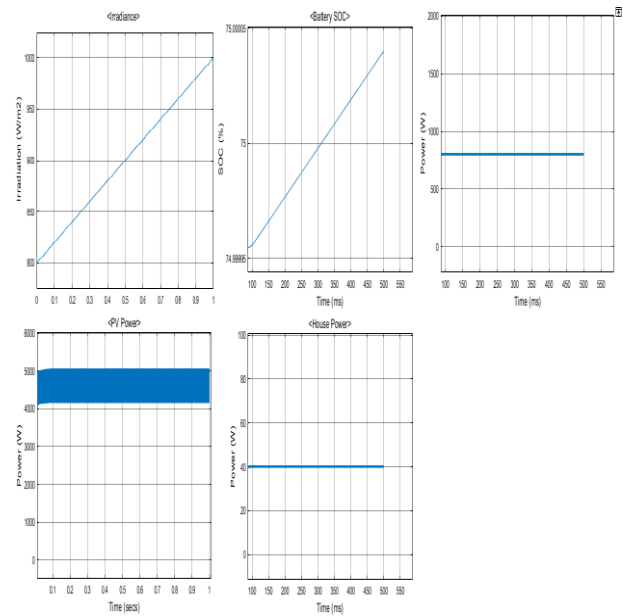 <Irradiance>
Irradiation (W/m2)
1000
950
900
850
800
0 0.1 0.2 0.3 0.4 0.5 0.6 0.7 0.8 0.9 1
<Battery SOC>
SOC (%)
75.00005
75
74.99995
100 150 200 250 300 350 400 450 500 550
Time (ms)
Power (W)
2000
1500
1000
500
0
100 150 200 250 300 350 400 450 500 550
Time (ms)
<PV Power>
Power (W)
6000
5000
4000
3000
2000
1000
0
0.1 0.2 0.3 0.4 0.5 0.6 0.7 0.8 0.9 1
Time (secs)
<House Power>
Power (W)
100
80
60
40
20
0
100 150 200 250 300 350 400 450 500 550
Time (ms)